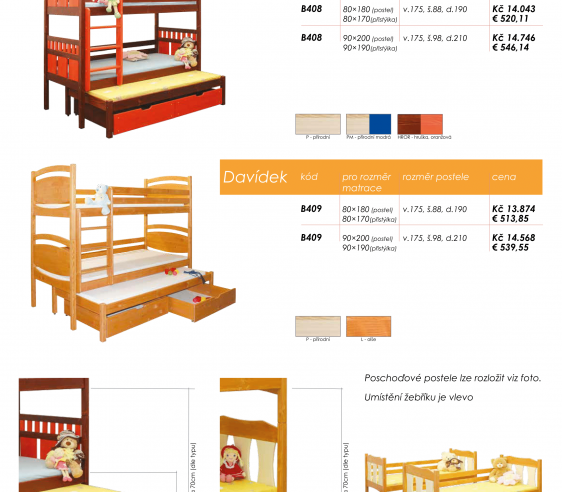 B408 80×180 (postel) v.175, š.88, d.190 Kč 14.043
80×170(přistýlka) € 520,11
B408 90×200 (postel) v.175, š.98, d.210 Kč 14.746
90×190(přistýlka) € 546,14
P - přírodní PM - přírodní modrá HROR - hruška, oranžová
Davídek kód pro rozměr rozměr postele cena
matrace
B409 80×180 (postel) v.175, š.88, d.190 Kč 13.874
80×170(přistýlka) € 513,85
B409 90×200 (postel) v.175, š.98, d.210 Kč 14.568
90×190(přistýlka) € 539,55
P - přírodní L - olše
Poschoďové postele lze rozložit viz foto.
Umístění žebříku je vlevo
70cm (dle typu)
70cm (dle typu)